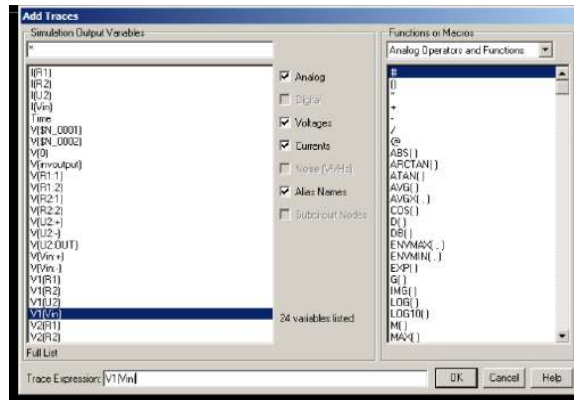 Add Traces
Simulation Output Variables
*
I(R1)
I(R2)
I(U2)
I(Vin)
Time
V($N_0001)
V($N_0002)
V(0)
V(invoutput)
V(R1:1)
V(R1:2)
V(R2:1)
V(R2:2)
V(U2:+)
V(U2:-)
V(U2:OUT)
V(Vin:+)
V(Vin:-)
V1(R1)
V1(R2)
V1(U2)
V1(Vin)
V2(R1)
V2(R2)
Full List
Analog
Digital
Voltages
Currents
Noise (V²/Hz)
Alias Names
Subcircuit Nodes
24 variables listed
Functions or Macros
Analog Operators and Functions
#
()
*
+
-
/
@
ABS()
ARCTAN()
ATAN()
AVG()
AVGX(,)
COS()
D()
DB()
ENVMAX(,)
ENVMIN(,)
EXP()
G()
IMG()
LOG()
LOG10()
M()
MAX()
Trace Expression: V1(Vin)
OK
Cancel
Help